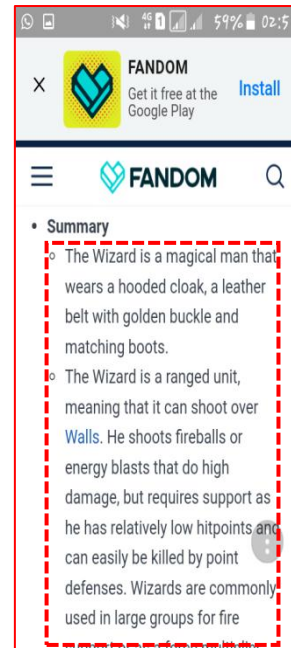 4G 1 59% 02:5
FANDOM
Get it free at the
Google Play
Install
FANDOM
• Summary
The Wizard is a magical man that
wears a hooded cloak, a leather
belt with golden buckle and
matching boots.
The Wizard is a ranged unit,
meaning that it can shoot over
Walls. He shoots fireballs or
energy blasts that do high
damage, but requires support as
he has relatively low hitpoints and
can easily be killed by point
defenses. Wizards are commonly
used in large groups for fire